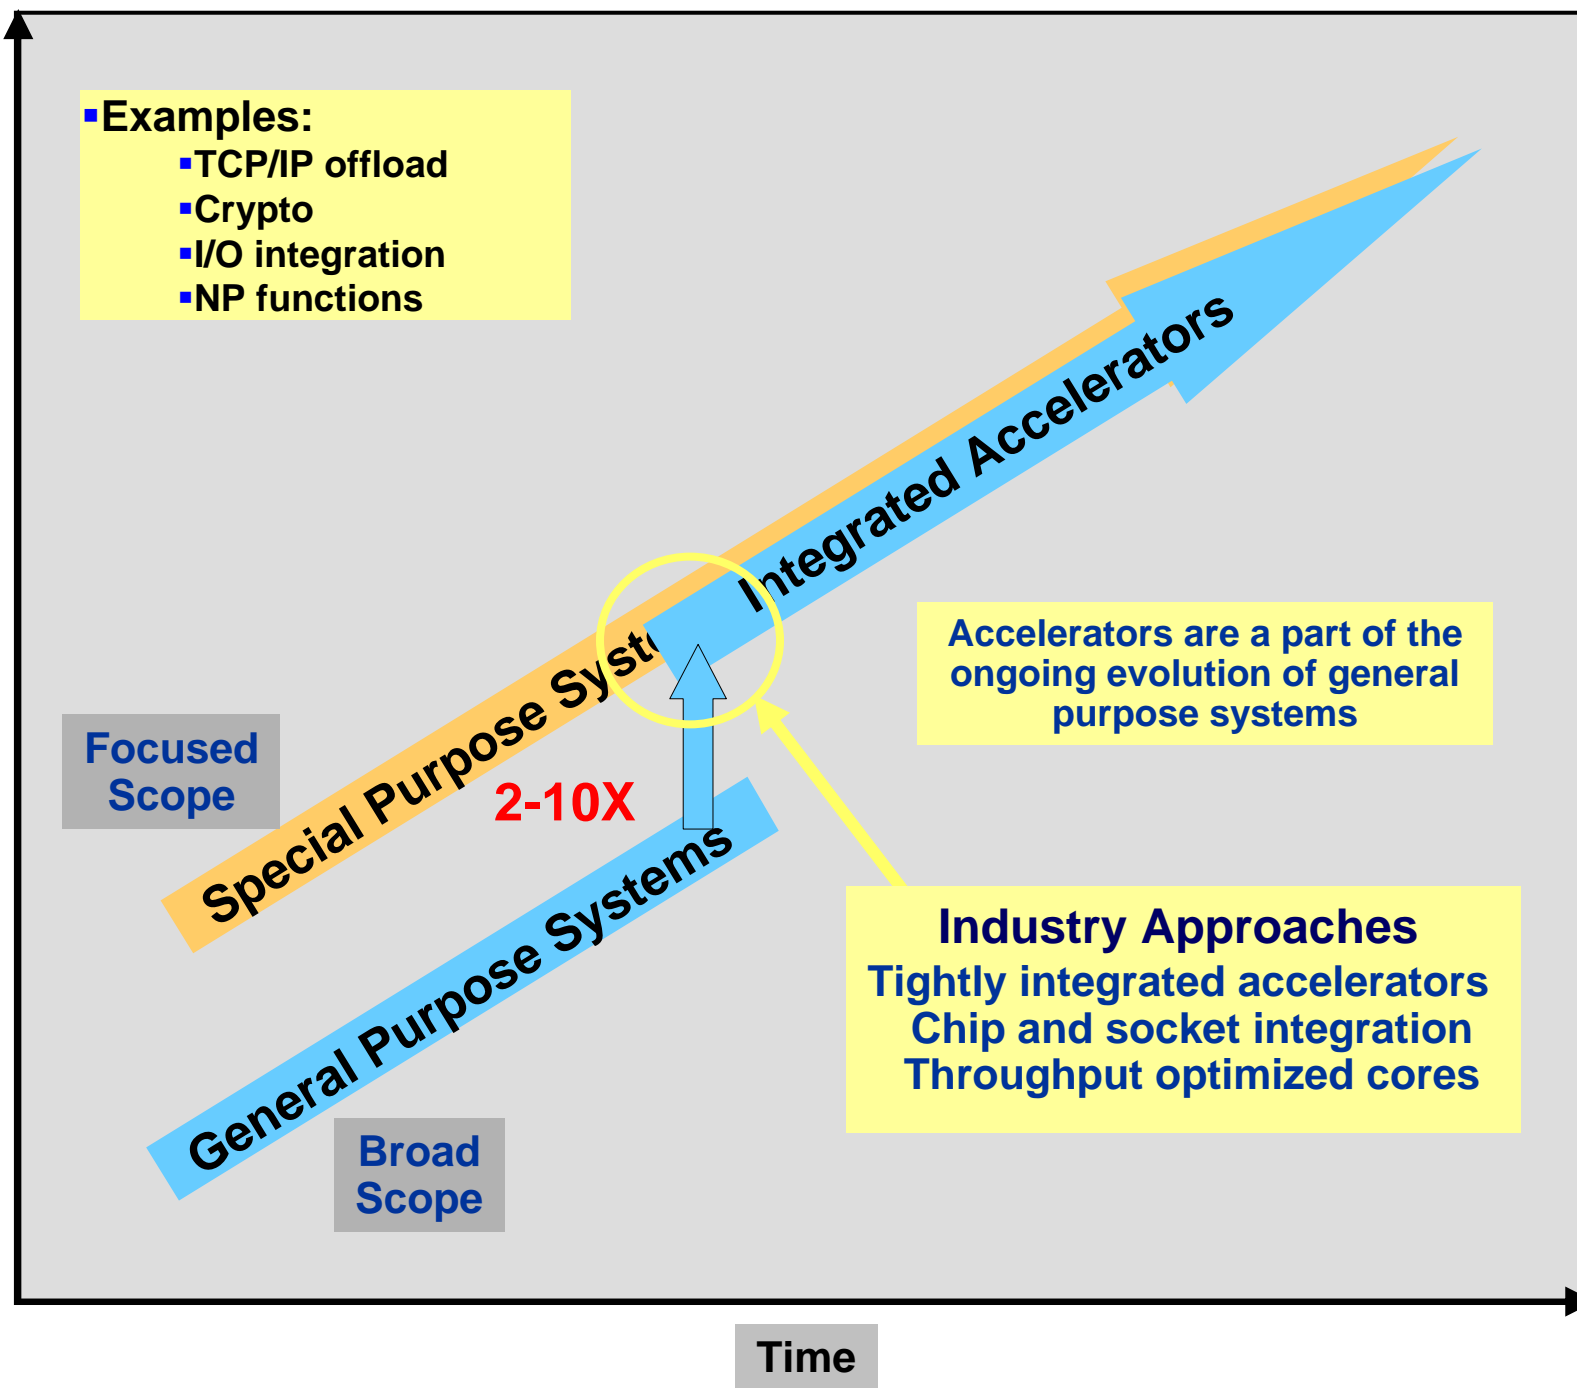 Examples:
TCP/IP offload
Crypto
I/O integration
NP functions
Integrated Accelerators
Special Purpose Syste
Accelerators are a part of the
ongoing evolution of general
purpose systems
Focused
Scope
2-10X
General Purpose Systems
Industry Approaches
Tightly integrated accelerators
Chip and socket integration
Throughput optimized cores
Broad
Scope
Time